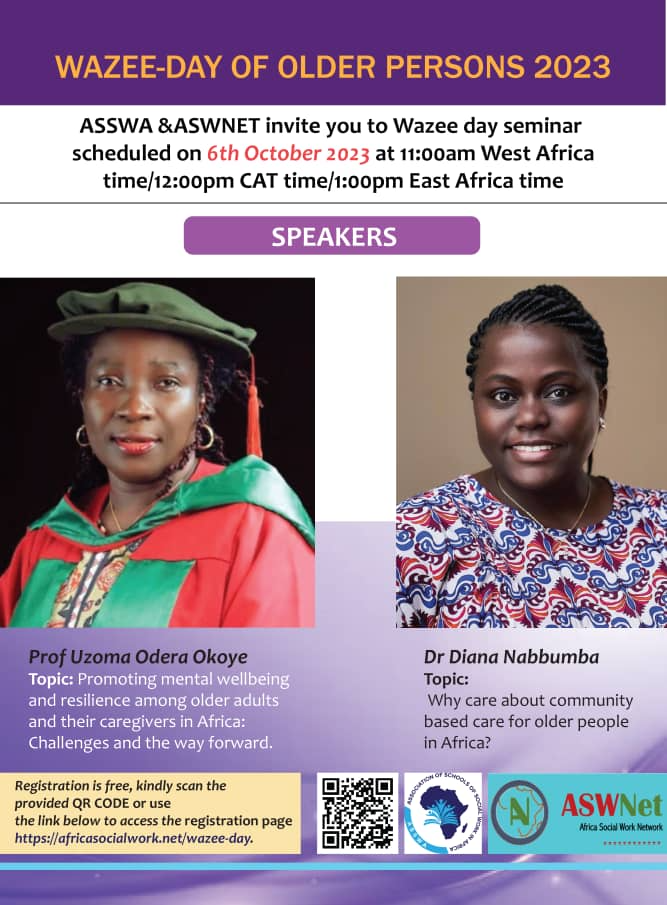 WAZEE-DAY OF OLDER PERSONS 2023
ASSWA &ASWNET invite you to Wazee day seminar
scheduled on 6th October 2023 at 11:00am West Africa
time/12:00pm CAT time/1:00pm East Africa time
SPEAKERS
Prof Uzoma Odera Okoye
Topic: Promoting mental wellbeing
and resilience among older adults
and their caregivers in Africa:
Challenges and the way forward.
Dr Diana Nabbumba
Topic:
Why care about community
based care for older people
in Africa?
Registration is free, kindly scan the
provided QR CODE or use
the link below to access the registration page
https://africasocialwork.net/wazee-day.
ASSOCIATION OF SCHOOLS OF SOCIAL WORK IN AFRICA
ASSWA
AN
ASWNet
Africa Social Work Network